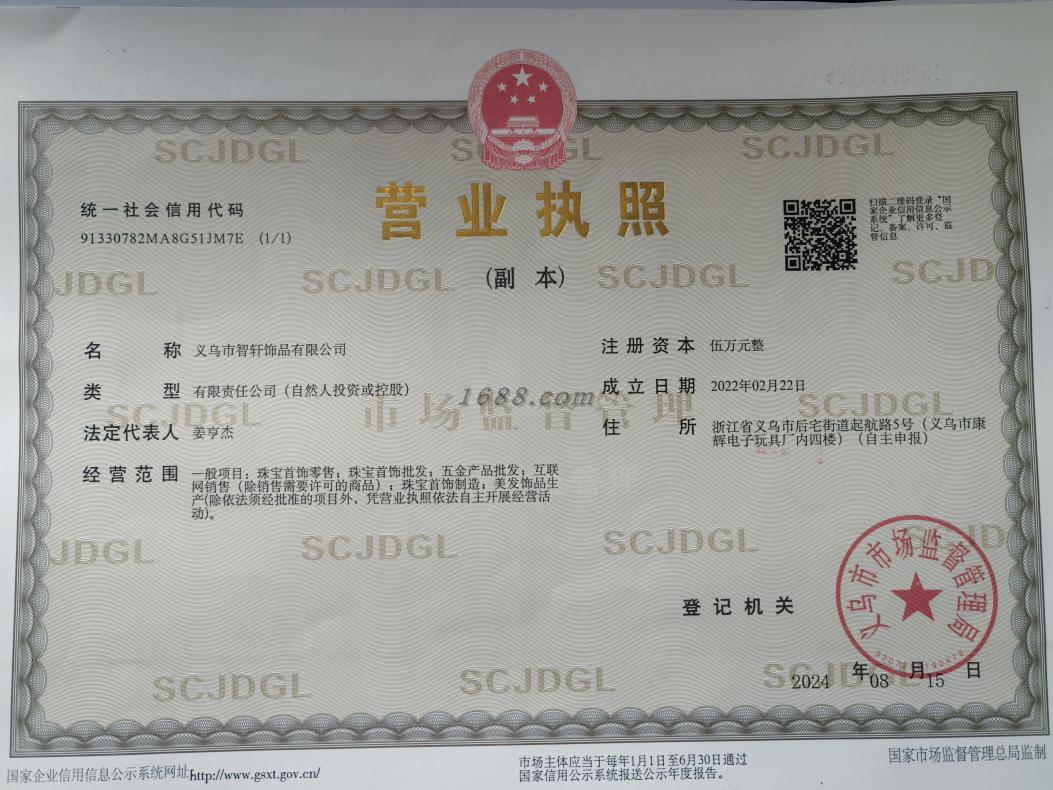 SCJDGL SCJDGL SCJDGL
营业执照
(副 本)
统一社会信用代码
91330782MA8G51JM7E (1/1)
扫描二维码登录“国
家企业信用信息公示
系统”了解更多登
记、备案、许可、监
管信息
JDGL SCJDGL SCJDGL SCJD
名 称 义乌市智轩饰品有限公司
类 型 有限责任公司（自然人投资或控股）
法定代表人 姜亨杰
经营范围 一般项目：珠宝首饰零售；珠宝首饰批发；五金产品批发；互联
网销售（除销售需要许可的商品）；珠宝首饰制造；美发饰品生
产(除依法须经批准的项目外，凭营业执照依法自主开展经营活
动)。
注册资本 伍万元整
成立日期 2022年02月22日
住 所 浙江省义乌市后宅街道起航路5号（义乌市康
辉电子玩具厂内四楼）（自主申报）
1688.com
SCJDGL 市场监督管理 SCJDGL
JDGL SCJDGL SCJDGL JD
登记机关
义乌市市场监督管理局
2024 年 08 月 15 日
SCJDGL SCJDGL SCJDGL
国家企业信用信息公示系统网址http://www.gsxt.gov.cn/
市场主体应当于每年1月1日至6月30日通过
国家信用公示系统报送公示年度报告。
国家市场监督管理总局监制